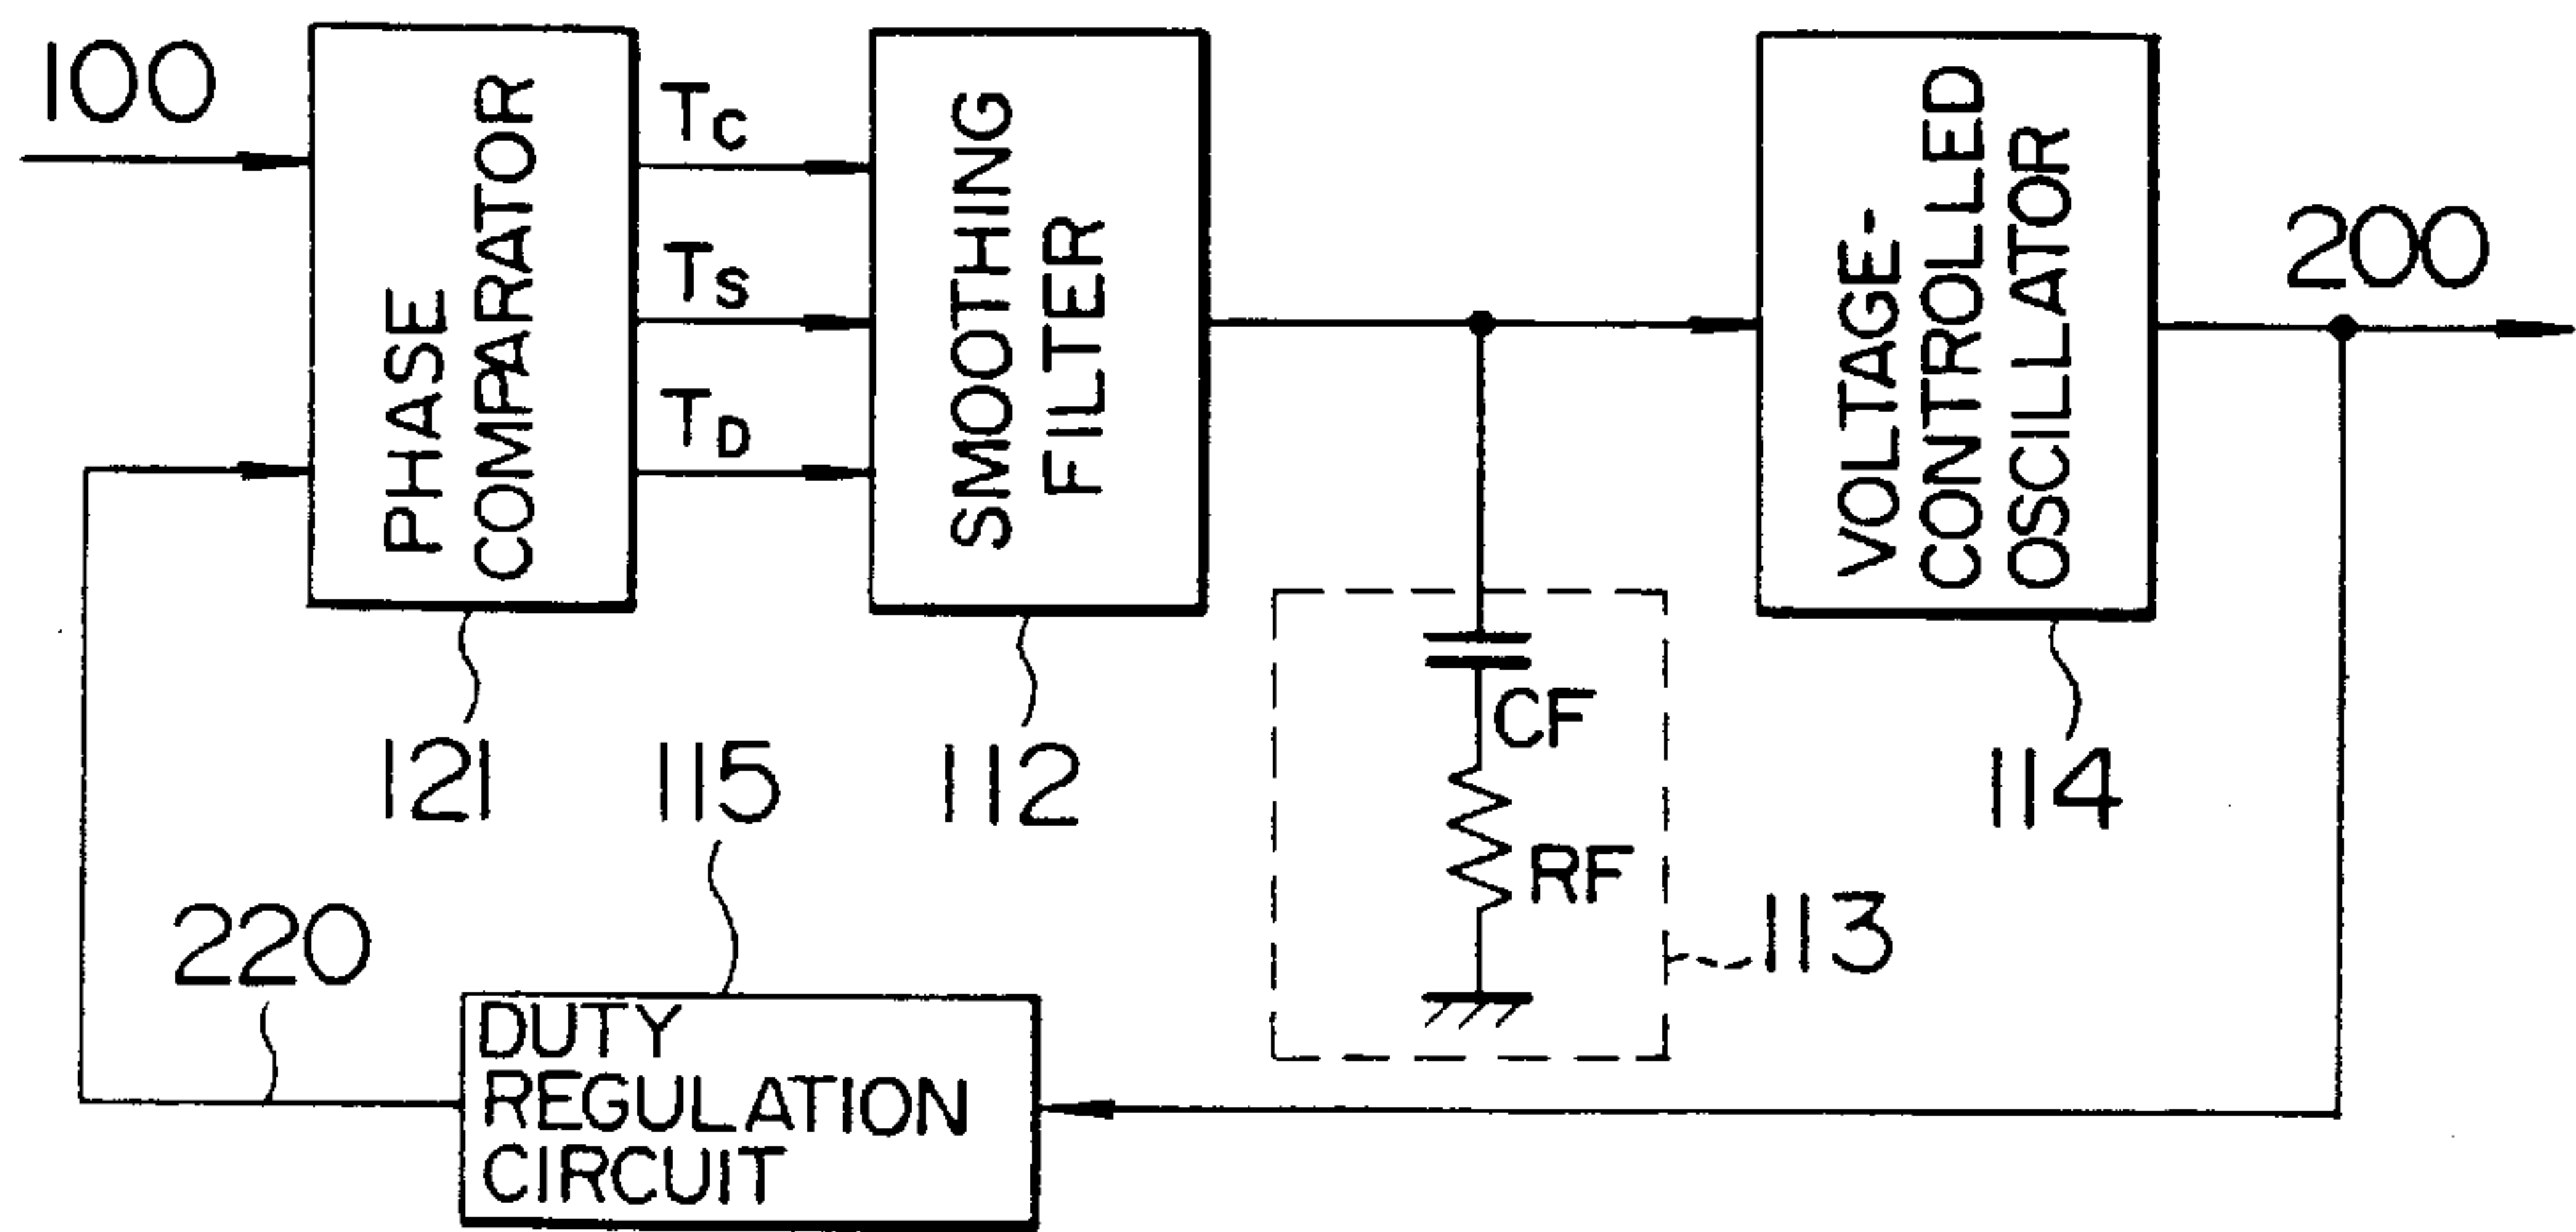 100
PHASE
COMPARATOR
TC
TS
TD
SMOOTHING
FILTER
VOLTAGE-
CONTROLLED
OSCILLATOR
200
121
115
112
CF
RF
113
114
220
DUTY
REGULATION
CIRCUIT